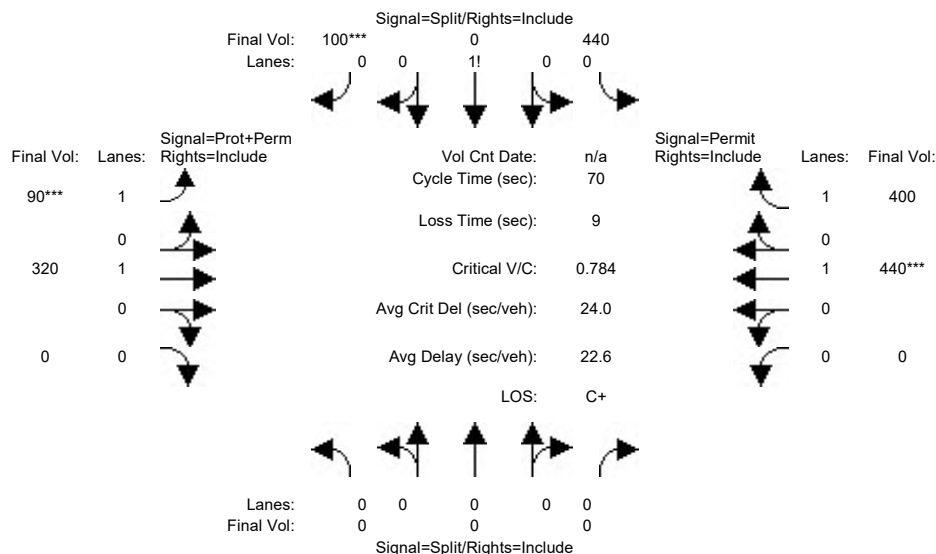 Signal=Split/Rights=Include
Final Vol: 100*** 0 440
Lanes: 0 0 1! 0 0
Signal=Prot+Perm
Final Vol: Lanes: Rights=Include
Vol Cnt Date: n/a
Signal=Permit
Rights=Include Lanes: Final Vol:
Cycle Time (sec): 70
90*** 1
1 400
Loss Time (sec): 9
0
0
320 1
Critical V/C: 0.784
1 440***
0
Avg Crit Del (sec/veh): 24.0
0
0 0
Avg Delay (sec/veh): 22.6
0 0
LOS: C+
Lanes: 0 0 0 0 0
Final Vol: 0 0 0
Signal=Split/Rights=Include